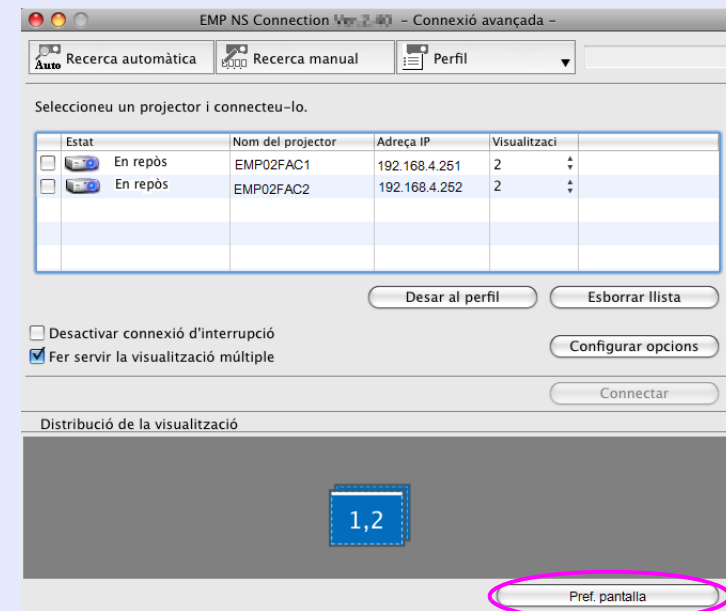 EMP NS Connection – Connexió avançada –
Auto Recerca automàtica Recerca manual Perfil
Seleccioneu un projector i connecteu-lo.
Estat Nom del projector Adreça IP Visualitzaci
En repòs EMP02FAC1 192.168.4.251 2
En repòs EMP02FAC2 192.168.4.252 2
Desar al perfil Esborrar llista
Desactivar connexió d'interrupció
Configurar opcions
Fer servir la visualització múltiple
Connectar
Distribució de la visualització
1,2
Pref. pantalla